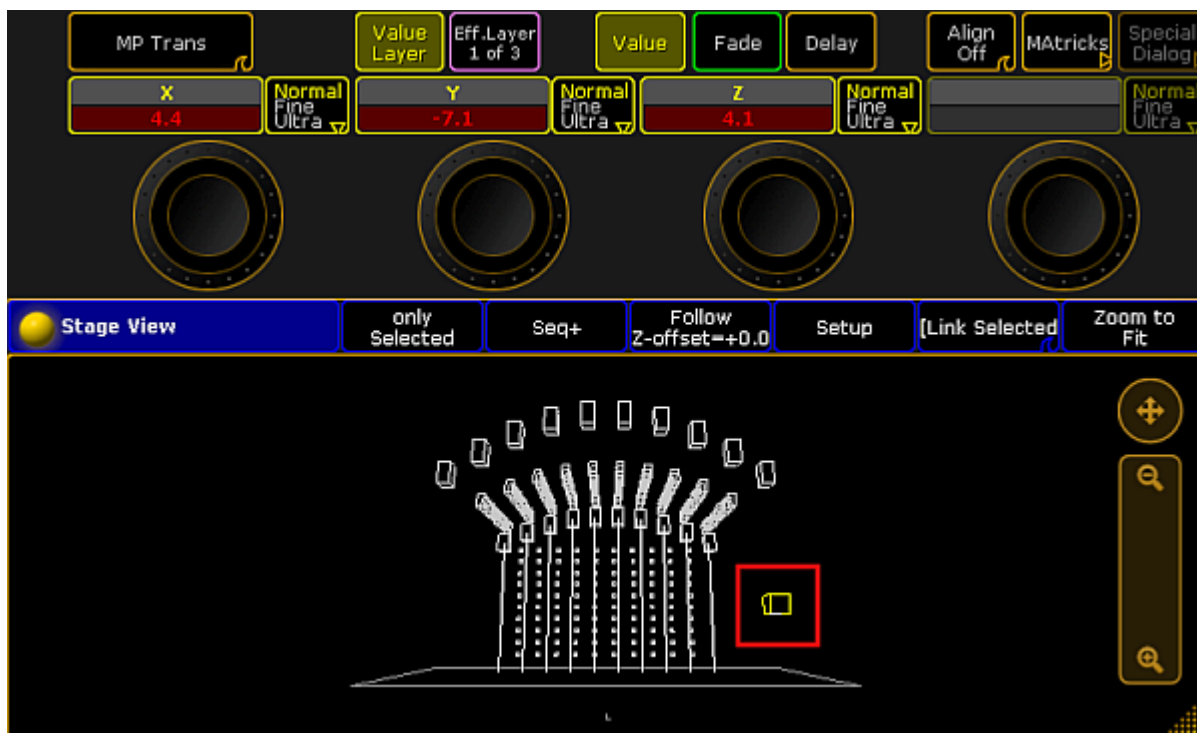 MP Trans
Value
Layer
Eff.Layer
1 of 3
Value
Fade
Delay
Align
Off
MAtricks
Special
Dialog
X
4.4
Normal
Fine
Ultra
Y
-7.1
Normal
Fine
Ultra
Z
4.1
Normal
Fine
Ultra
Norma
Fine
Ultra
Stage View
only
Selected
Seq+
Follow
Z-offset=+0.0
Setup
[Link Selected
Zoom to
Fit